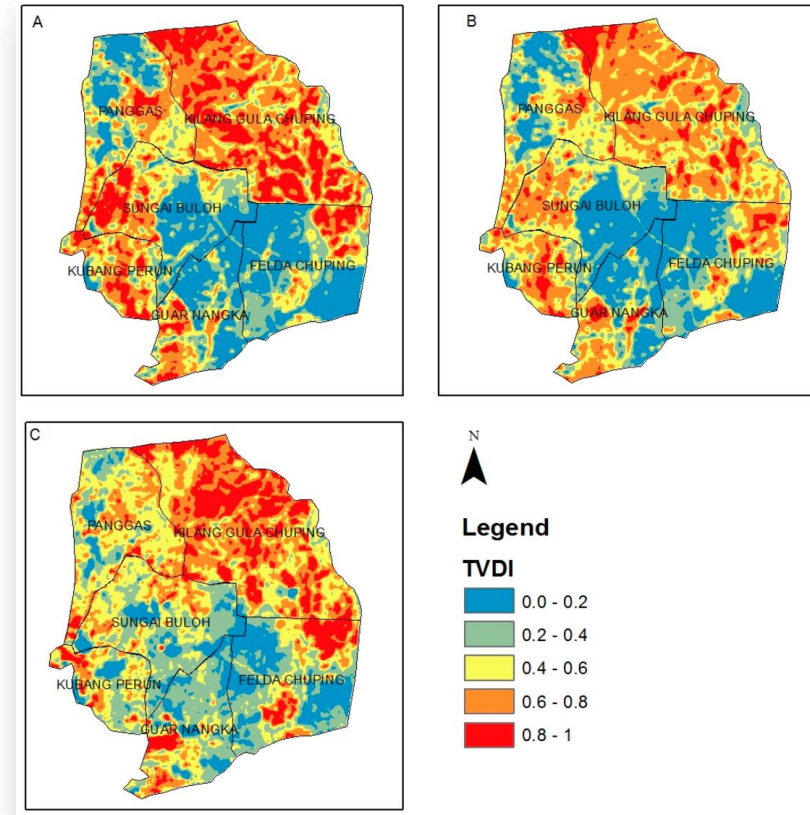 A
PANGGAS
KILANG GULA CHUPING
SUNGAI BULOH
KUBANG PERUN
FELDA CHUPING
GUAR NANGKA
B
PANGGAS
KILANG GULA CHUPING
SUNGAI BULOH
KUBANG PERUN
FELDA CHUPING
GUAR NANGKA
C
PANGGAS
KILANG GULA CHUPING
SUNGAI BULOH
KUBANG PERUN
FELDA CHUPING
GUAR NANGKA
N
Legend
TVDI
0.0 - 0.2
0.2 - 0.4
0.4 - 0.6
0.6 - 0.8
0.8 - 1